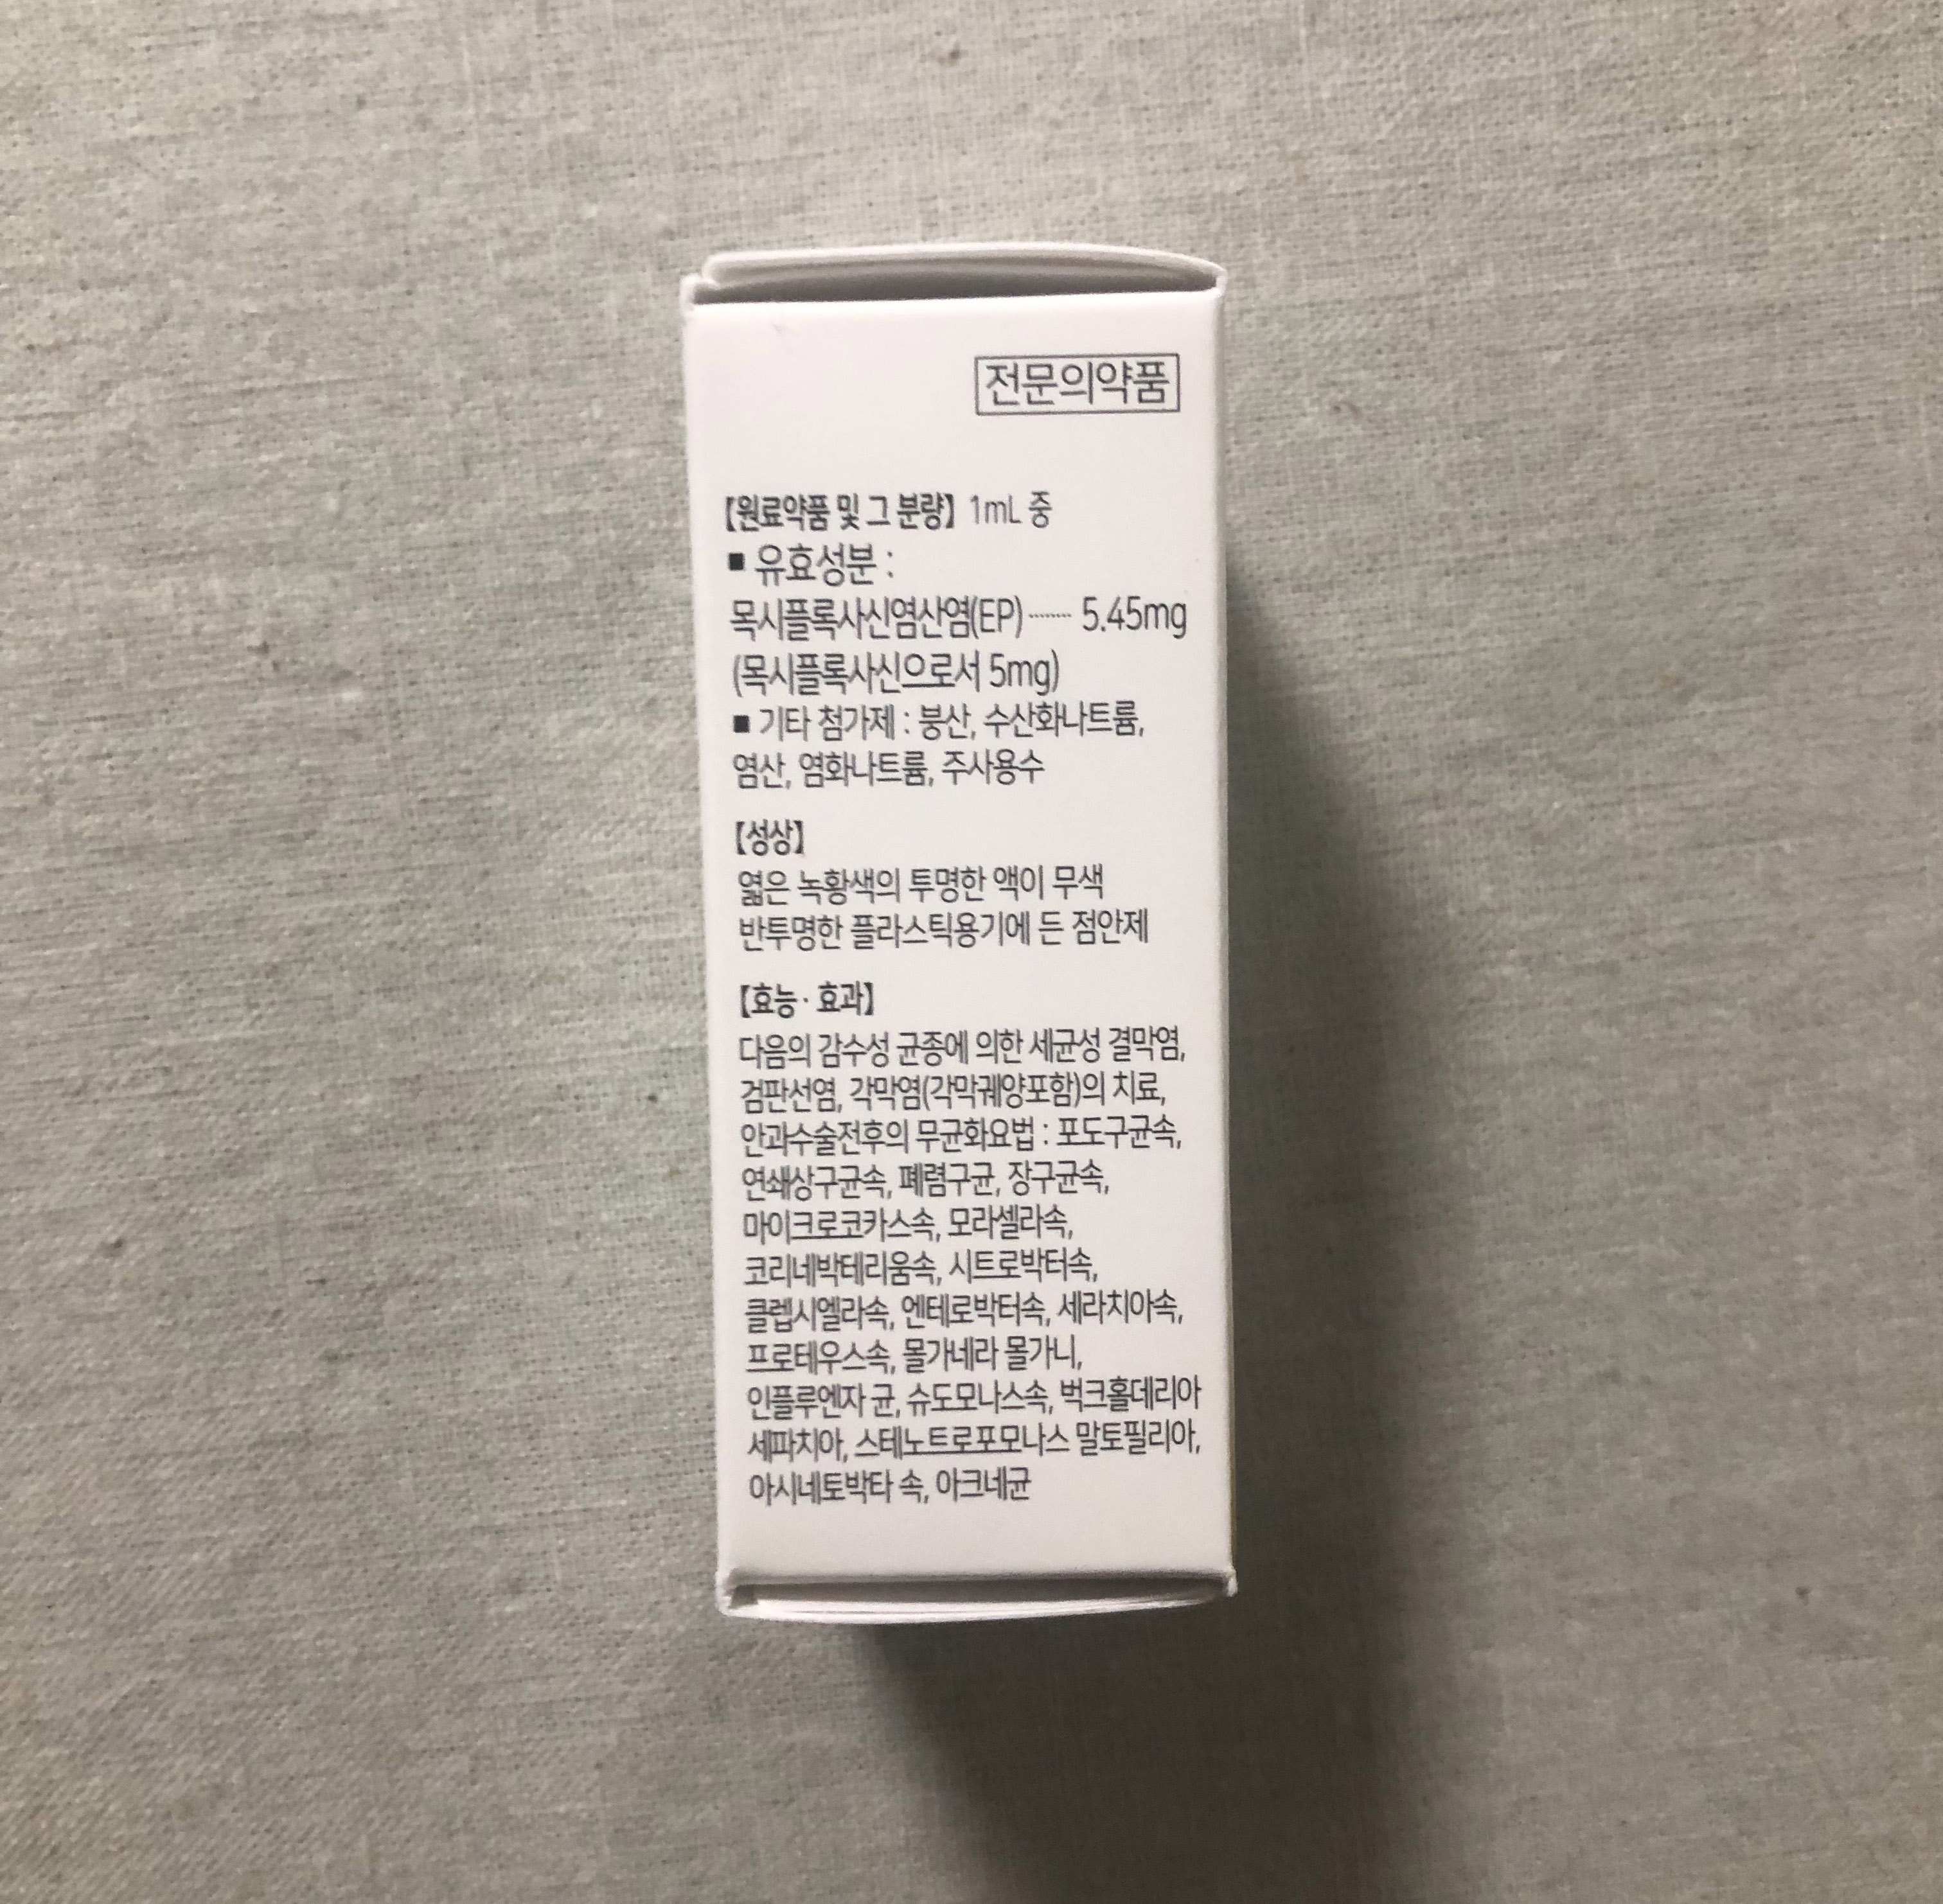 전문의약품
【원료약품 및 그 분량】 1mL 중
■ 유효성분 :
목시플록사신염산염(EP) ······· 5.45mg
(목시플록사신으로서 5mg)
■ 기타 첨가제 : 붕산, 수산화나트륨,
염산, 염화나트륨, 주사용수
【성상】
엷은 녹황색의 투명한 액이 무색
반투명한 플라스틱용기에 든 점안제
【효능 · 효과】
다음의 감수성 균종에 의한 세균성 결막염,
검판선염, 각막염(각막궤양포함)의 치료,
안과수술전후의 무균화요법 : 포도구균속,
연쇄상구균속, 폐렴구균, 장구균속,
마이크로코카스속, 모라셀라속,
코리네박테리움속, 시트로박터속,
클렙시엘라속, 엔테로박터속, 세라치아속,
프로테우스속, 몰가네라 몰가니,
인플루엔자 균, 슈도모나스속, 벅크홀데리아
세파치아, 스테노트로포모나스 말토필리아,
아시네토박타 속, 아크네균